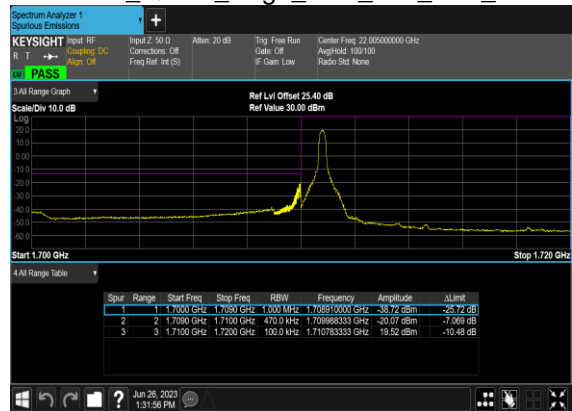 Spectrum Analyzer 1
Spurious Emissions
+
KEYSIGHT Input: RF Input Z: 50 Ω Atten: 20 dB Trig: Free Run Center Freq: 22.005000000 GHz
R T Coupling: DC Corrections: Off Gate: Off Avg|Hold: 100/100
Align: Off Freq Ref: Int (S) IF Gain: Low Radio Std: None
PASS
3 All Range Graph
Ref Lvl Offset 25.40 dB
Scale/Div 10.0 dB Ref Value 30.00 dBm
Log
20.0
10.0
0.00
-10.0
-20.0
-30.0
-40.0
-50.0
-60.0
Start 1.700 GHz Stop 1.720 GHz
4 All Range Table
Spur Range Start Freq Stop Freq RBW Frequency Amplitude ΔLimit
1 1 1.7000 GHz 1.7090 GHz 1.000 MHz 1.708910000 GHz -38.72 dBm -25.72 dB
2 2 1.7090 GHz 1.7100 GHz 470.0 kHz 1.709988333 GHz -20.07 dBm -7.069 dB
3 3 1.7100 GHz 1.7200 GHz 100.0 kHz 1.710783333 GHz 19.52 dBm -10.48 dB
? Jun 26, 2023
1:31:56 PM